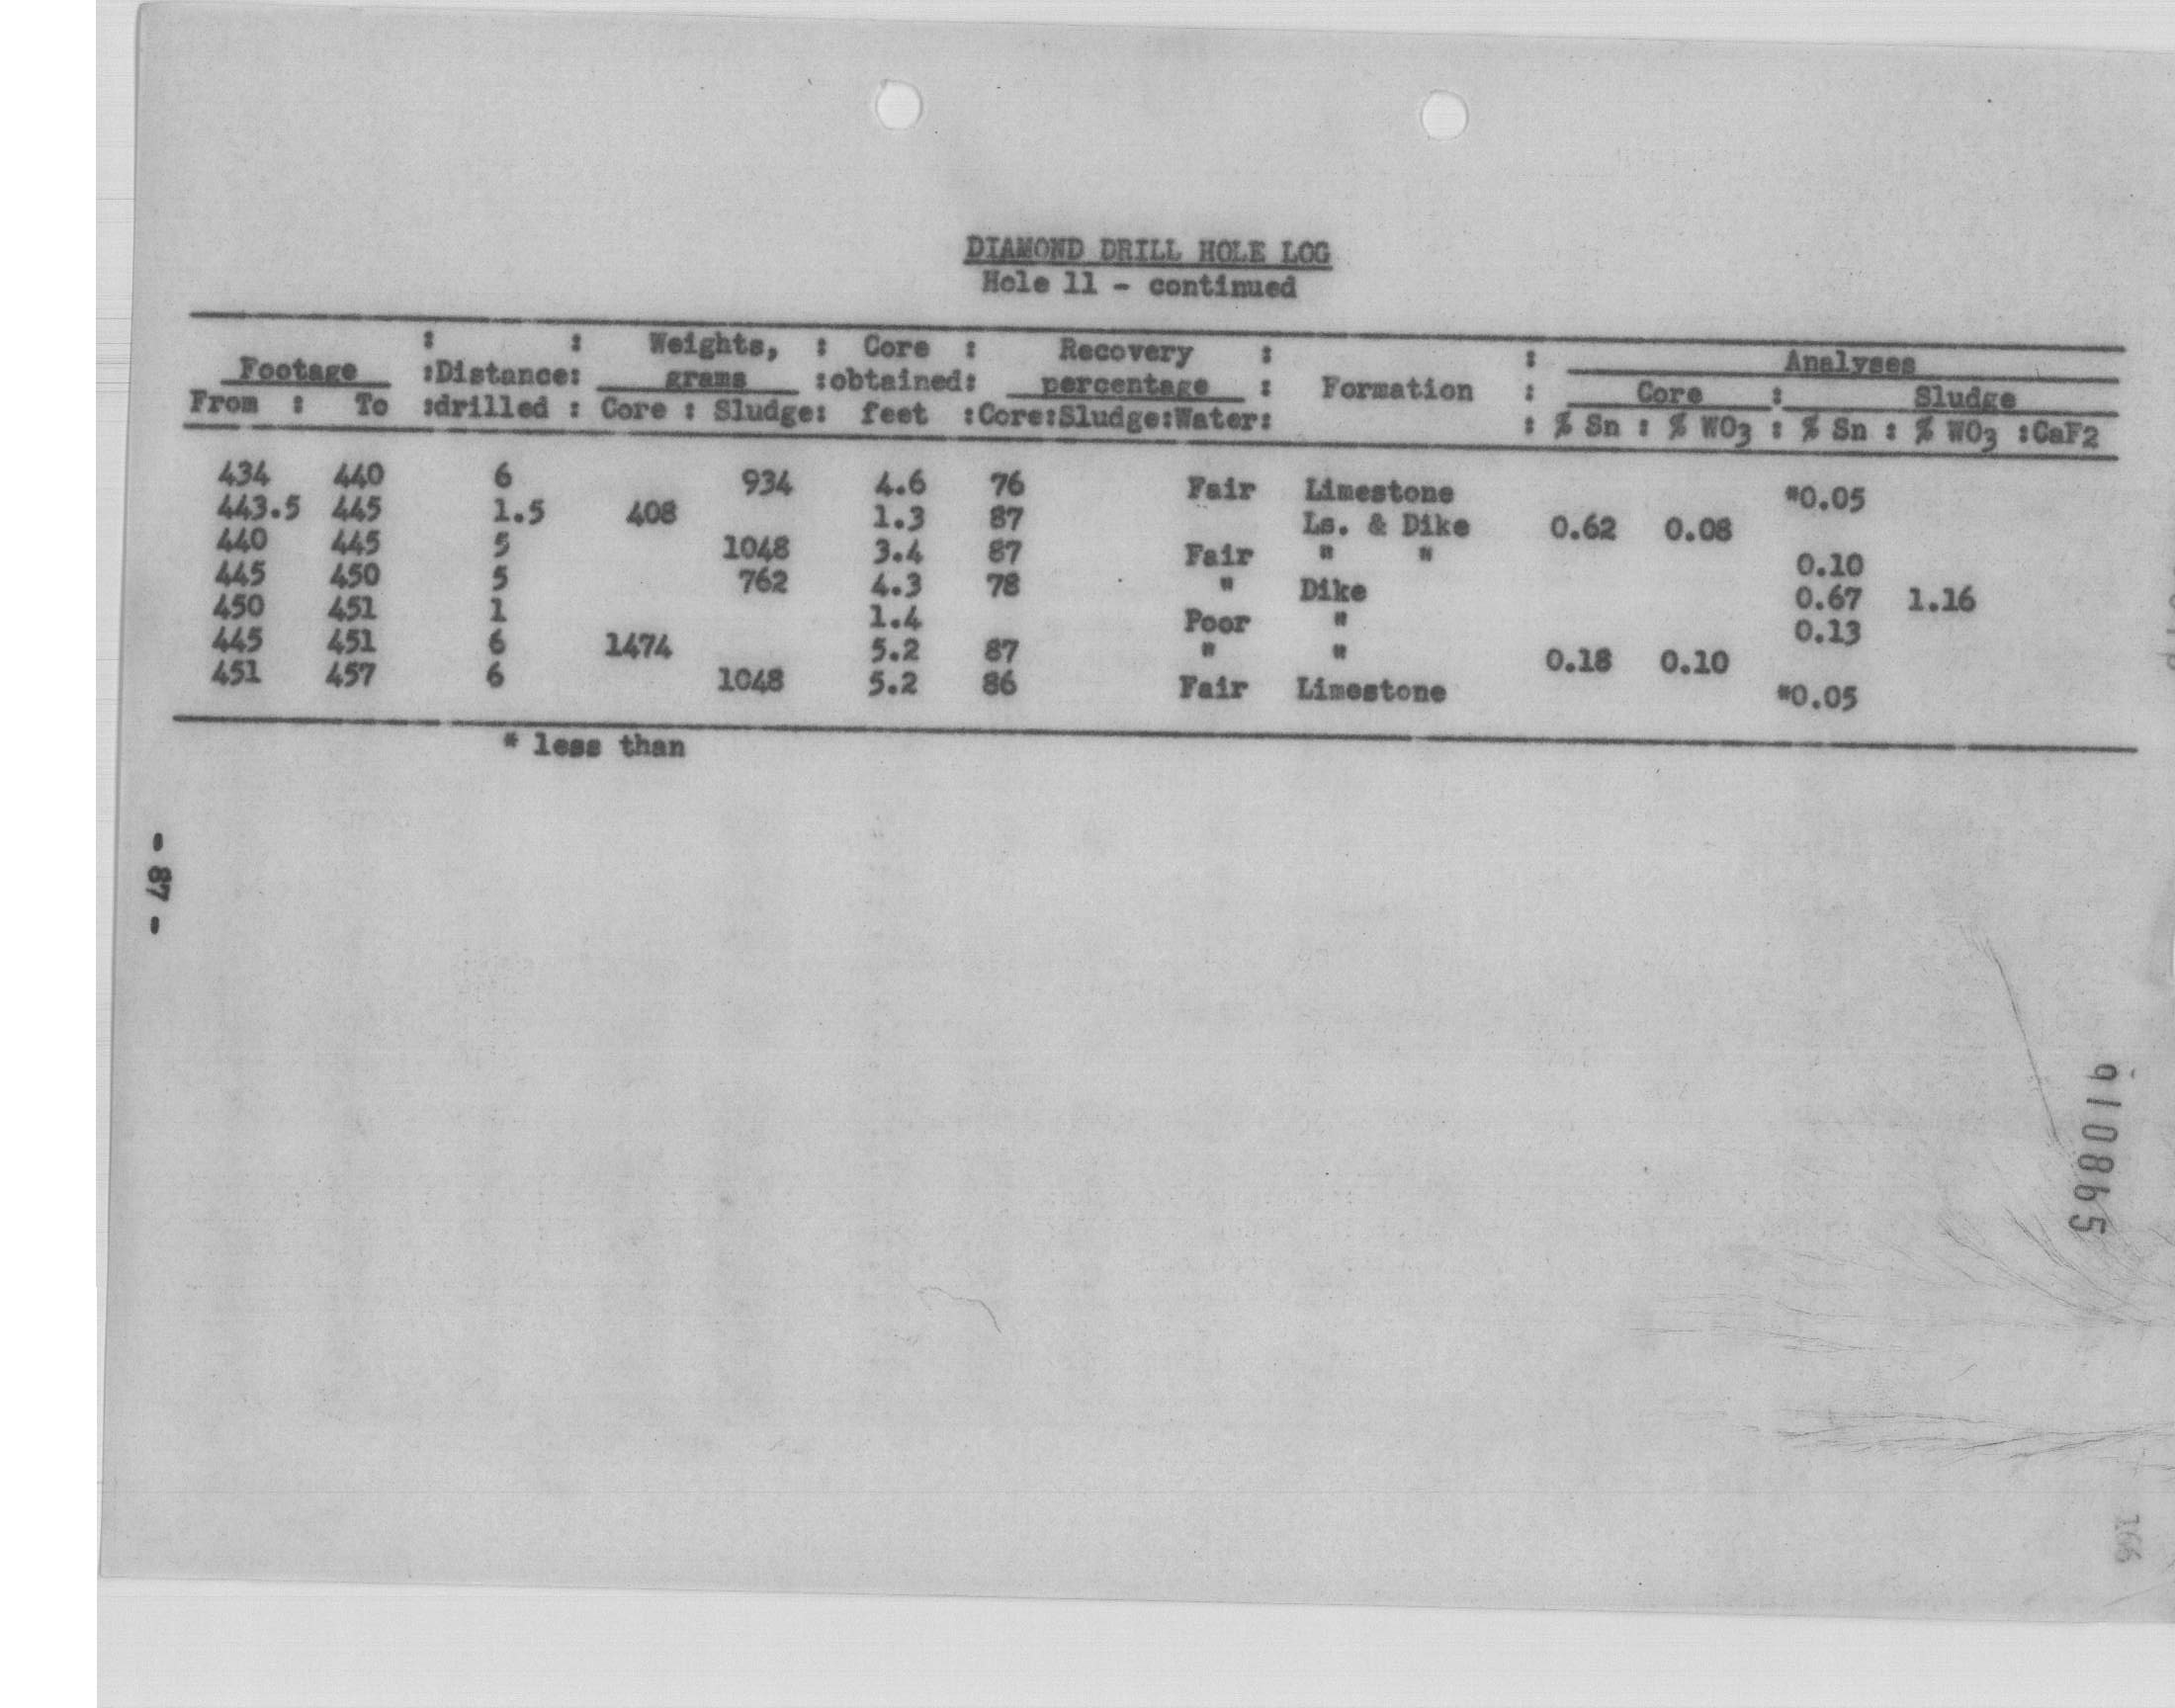 DIAMOND DRILL HOLE LOG
Hole 11 - continued
: : Weights, : Core : Recovery : : Analyses
Footage :Distance: grams :obtained: percentage : Formation : Core : Sludge
From : To :drilled : Core : Sludge: feet :Core:Sludge:Water: : % Sn : % WO3 : % Sn : % WO3 :CaF2
434 440 6 934 4.6 76 Fair Limestone *0.05
443.5 445 1.5 408 1.3 87 Ls. & Dike 0.62 0.08
440 445 5 1048 3.4 87 Fair " " 0.10
445 450 5 762 4.3 78 " Dike 0.67 1.16
450 451 1 1.4 Poor " 0.13
445 451 6 1474 5.2 87 " " 0.18 0.10
451 457 6 1048 5.2 86 Fair Limestone *0.05
* less than
- 87 -
910865